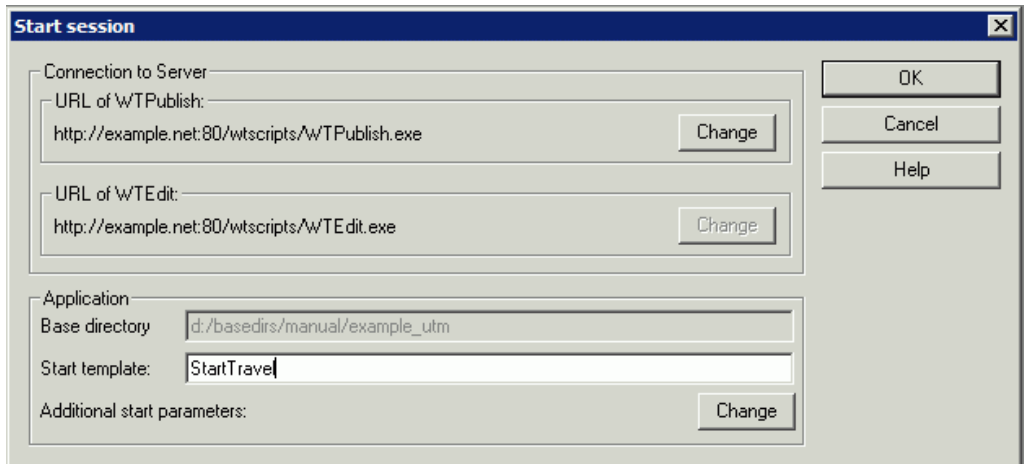 Start session
Connection to Server
URL of WTPublish:
http://example.net:80/wtscripts/WTPublish.exe
Change
URL of WTEdit:
http://example.net:80/wtscripts/WTEdit.exe
Change
Application
Base directory
d:/basedirs/manual/example_utm
Start template:
StartTravel
Additional start parameters:
Change
OK
Cancel
Help